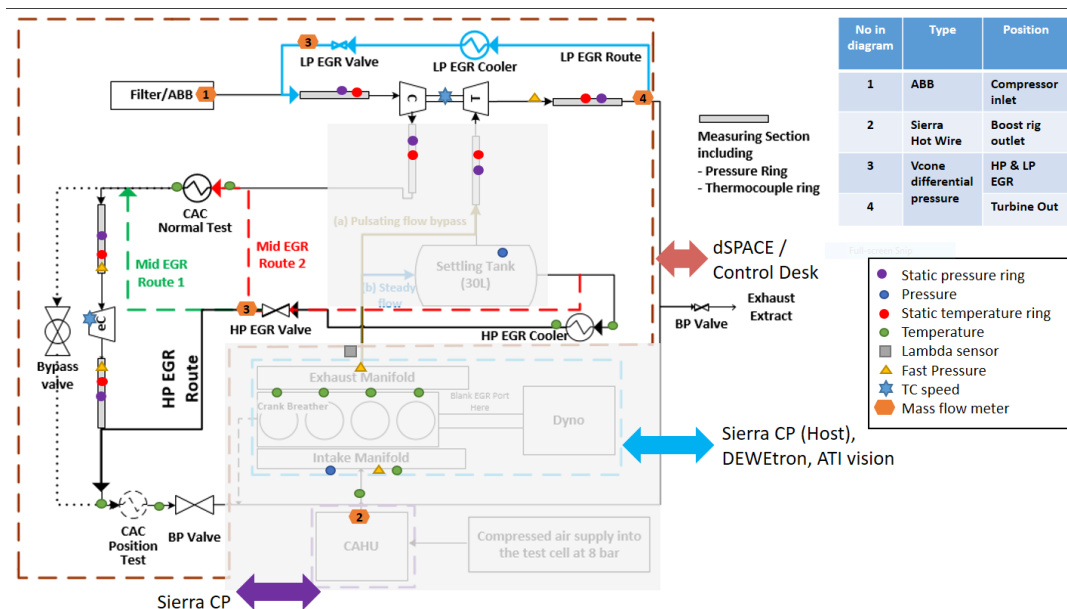 3
LP EGR Valve
LP EGR Cooler
LP EGR Route
Filter/ABB
1
C
T
4
No in
diagram
Type
Position
1
ABB
Compressor
inlet
2
Sierra
Hot Wire
Boost rig
outlet
3
Vcone
differential
pressure
HP & LP
EGR
4
Turbine Out
Measuring Section
including
- Pressure Ring
- Thermocouple ring
CAC
Normal Test
(a) Pulsating flow bypass
Mid EGR
Route 1
Mid EGR
Route 2
Settling Tank
(30L)
(b) Steady
flow
dSPACE /
Control Desk
Full-screen Snip
3
HP EGR Valve
HP EGR Cooler
BP Valve
Exhaust
Extract
eC
Bypass
valve
HP EGR
Route
Static pressure ring
Pressure
Static temperature ring
Temperature
Lambda sensor
Fast Pressure
TC speed
Mass flow meter
Exhaust Manifold
Crank Breather
Blank EGR Port
Here
Dyno
Intake Manifold
Sierra CP (Host),
DEWEtron, ATI vision
CAC
Position
Test
BP Valve
2
CAHU
Compressed air supply into
the test cell at 8 bar
Sierra CP